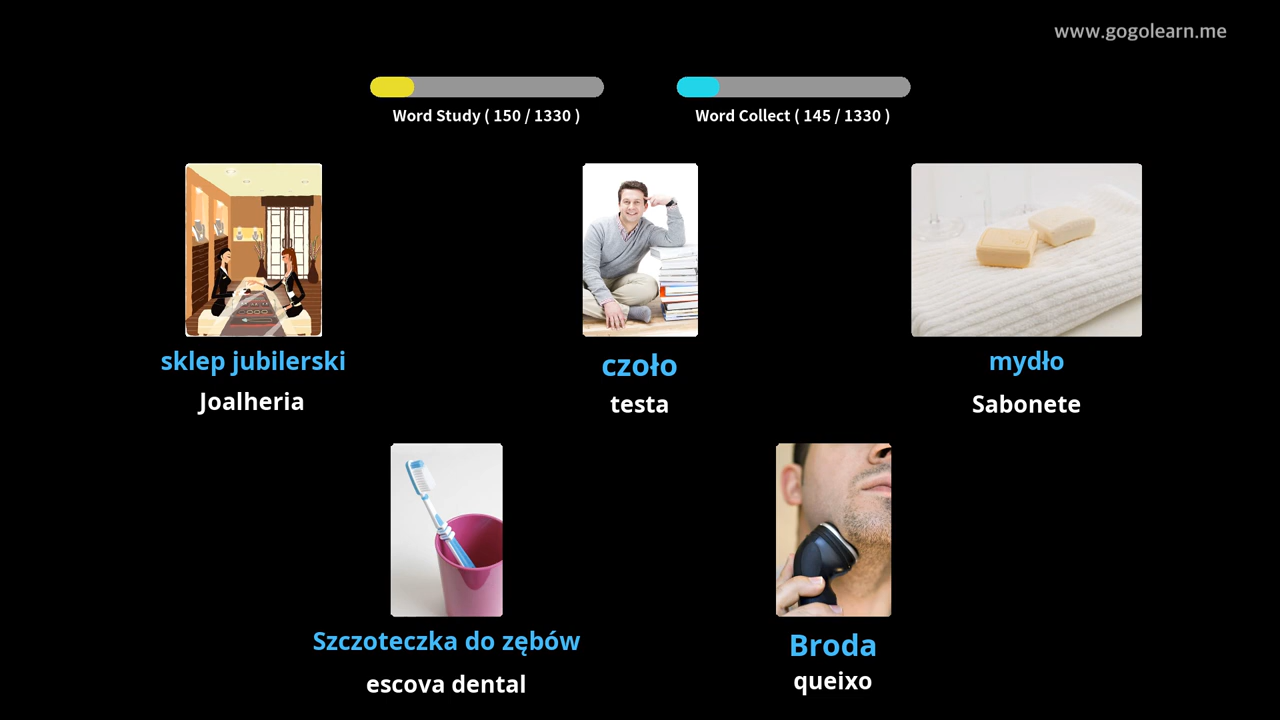 www.gogolearn.me
Word Study ( 150 / 1330 )
Word Collect ( 145 / 1330 )
sklep jubilerski
czoło
mydło
Joalheria
testa
Sabonete
Szczoteczka do zębów
Broda
escova dental
queixo